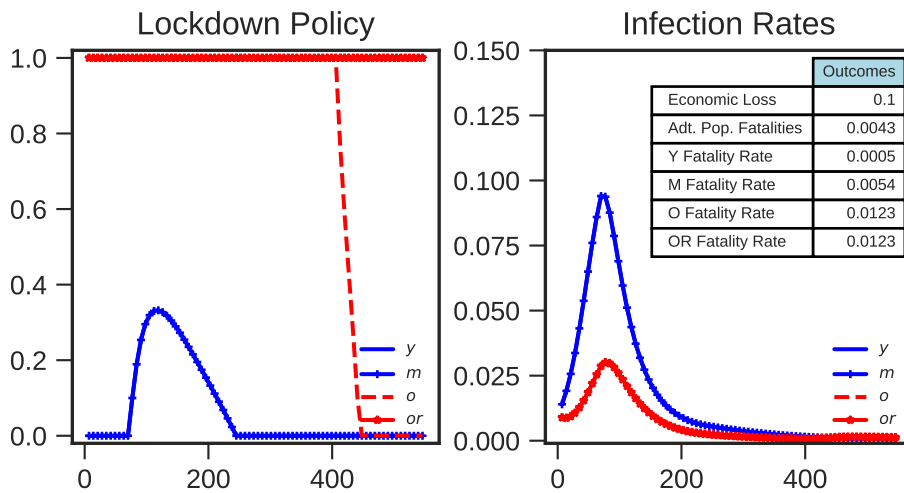 Lockdown Policy
1.0
0.8
0.6
0.4
0.2
0.0
0 200 400
y
m
o
or
Infection Rates
0.150
0.125
0.100
0.075
0.050
0.025
0.000
0 200 400
Outcomes
Economic Loss 0.1
Adt. Pop. Fatalities 0.0043
Y Fatality Rate 0.0005
M Fatality Rate 0.0054
O Fatality Rate 0.0123
OR Fatality Rate 0.0123
y
m
o
or